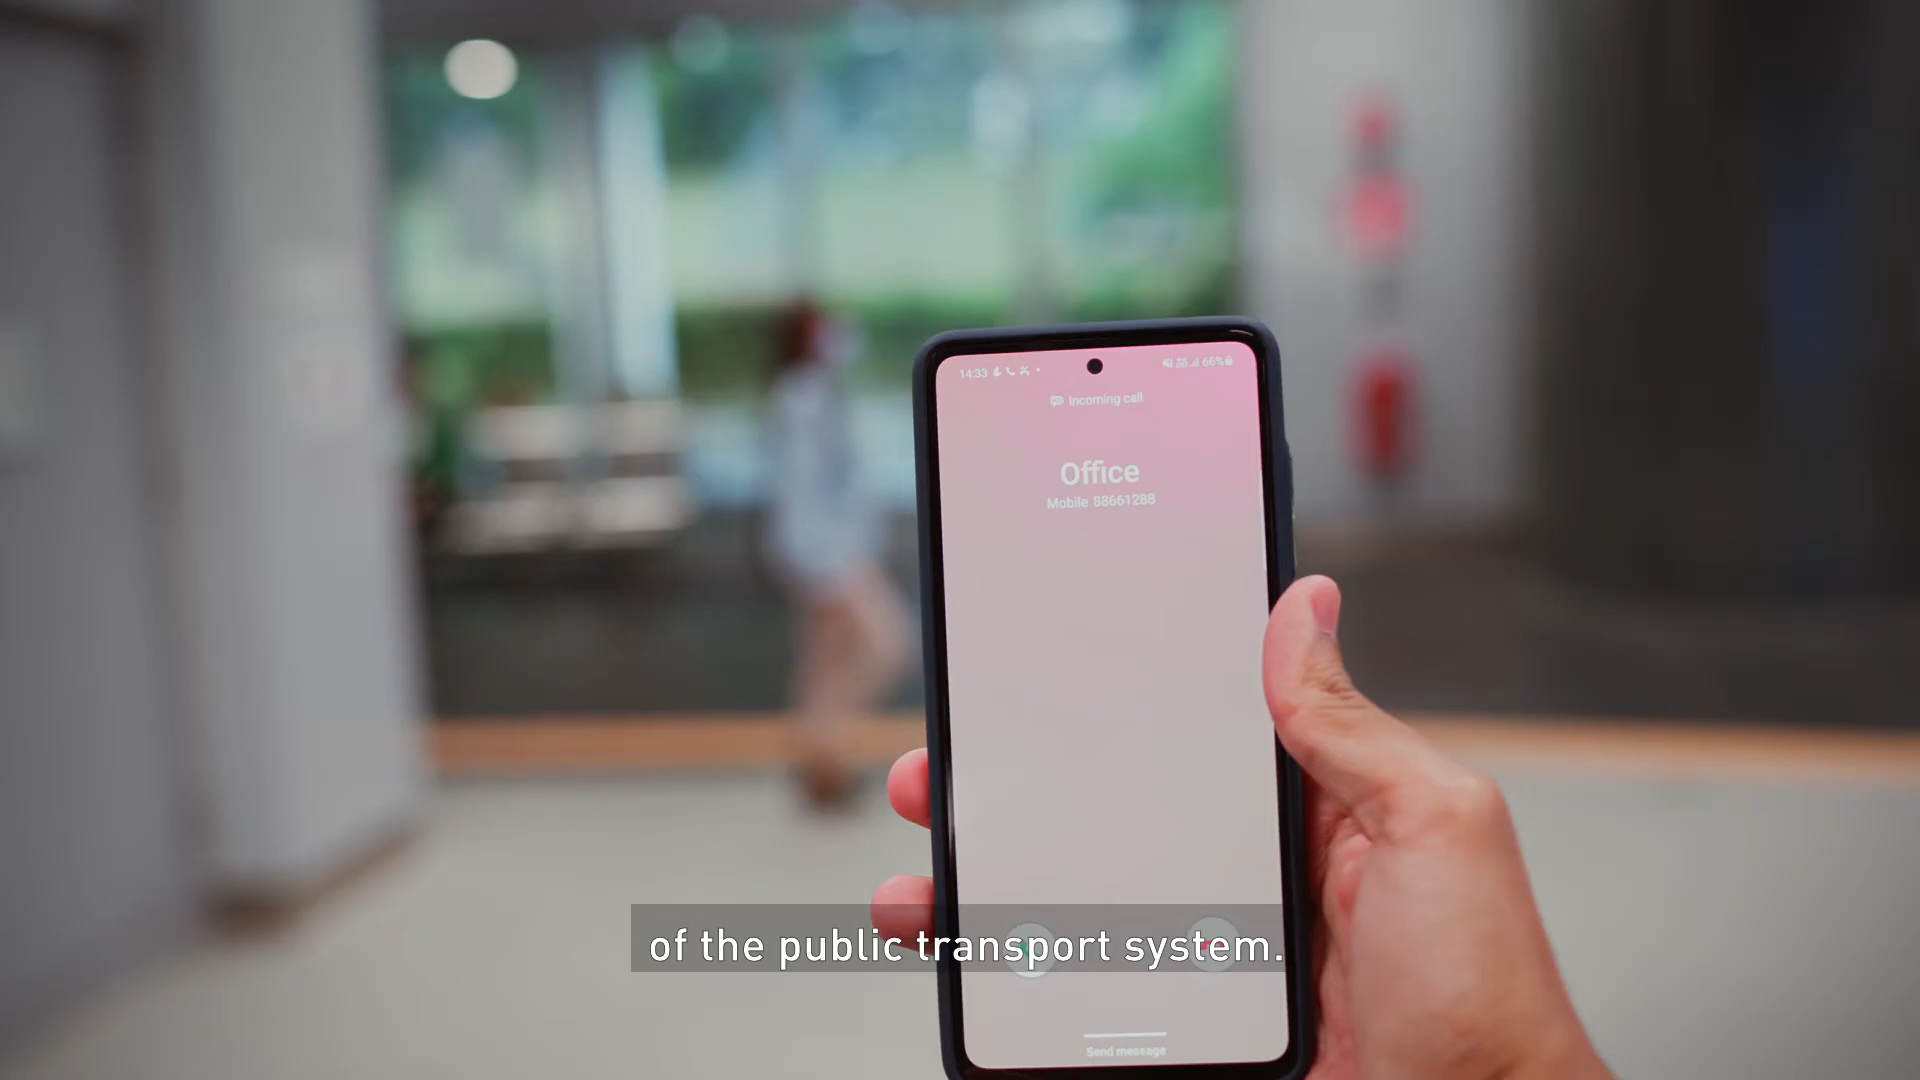 14:33
66%
Incoming call
Office
Mobile 88661288
of the public transport system.
Send message